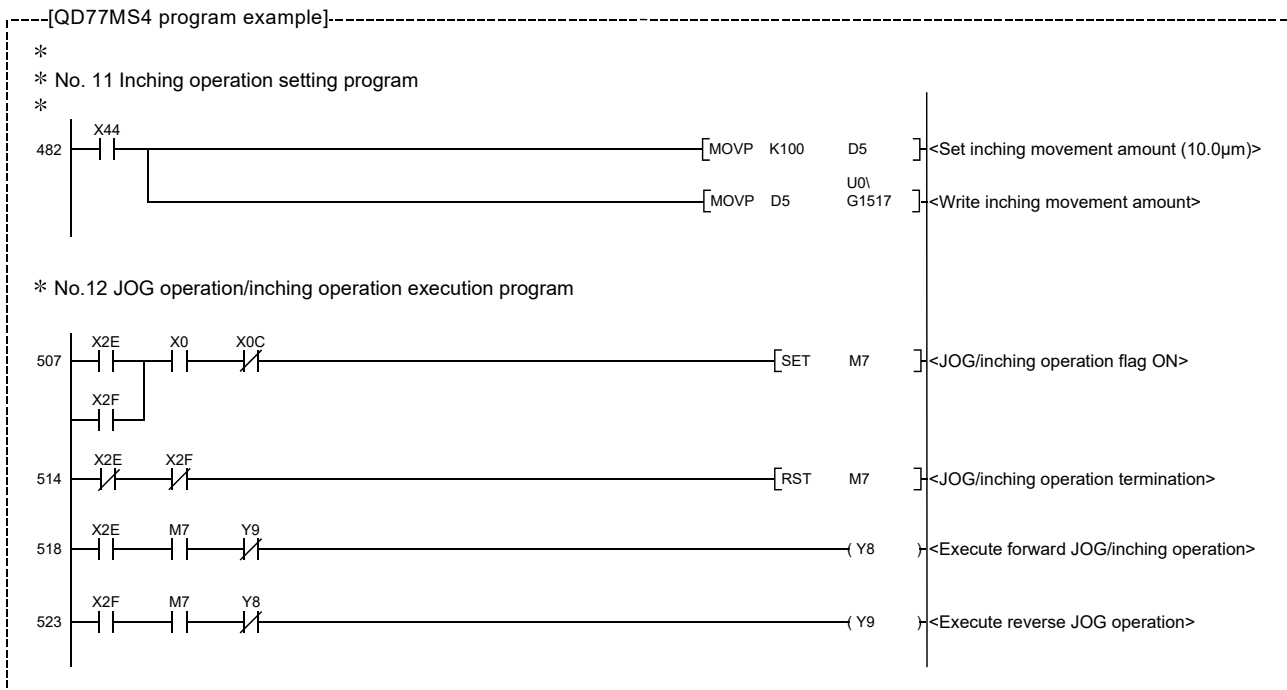 [QD77MS4 program example]
*
* No. 11 Inching operation setting program
*
X44
482 [MOVP K100 D5 ] <Set inching movement amount (10.0µm)>
U0\
[MOVP D5 G1517 ] <Write inching movement amount>
* No.12 JOG operation/inching operation execution program
X2E X0 X0C
507 [SET M7 ] <JOG/inching operation flag ON>
X2F
X2E X2F
514 [RST M7 ] <JOG/inching operation termination>
X2E M7 Y9
518 ( Y8 ) <Execute forward JOG/inching operation>
X2F M7 Y8
523 ( Y9 ) <Execute reverse JOG operation>